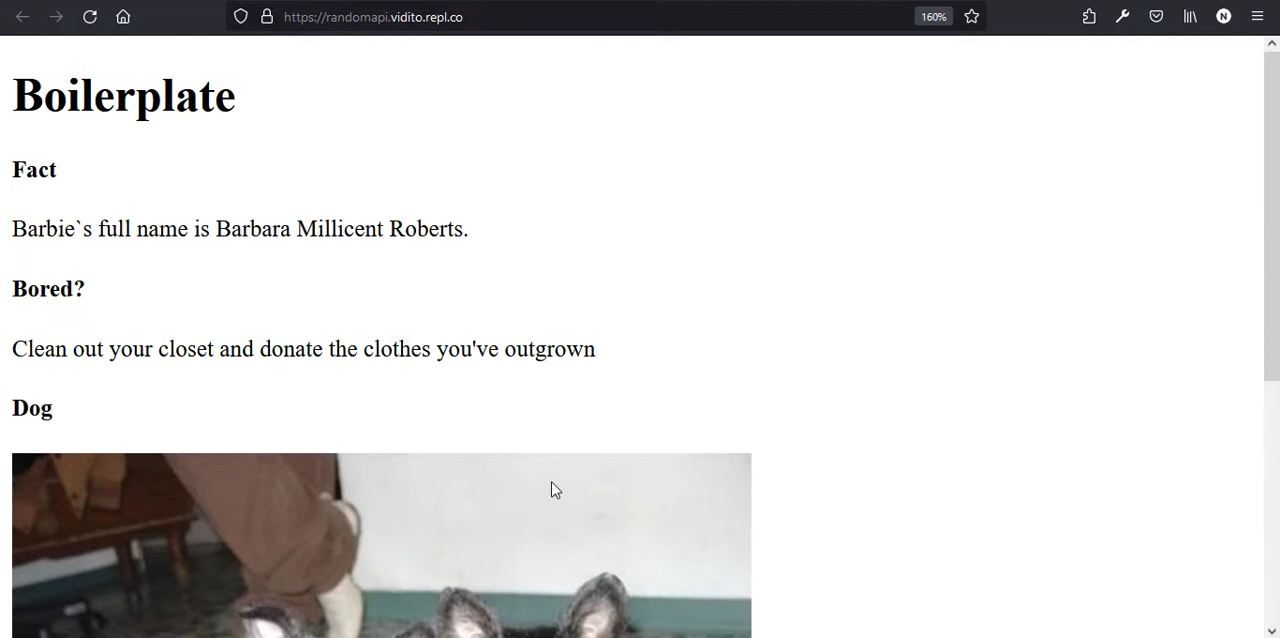 https://randomapi.vidito.repl.co
160%
N
Boilerplate
Fact
Barbie`s full name is Barbara Millicent Roberts.
Bored?
Clean out your closet and donate the clothes you've outgrown
Dog